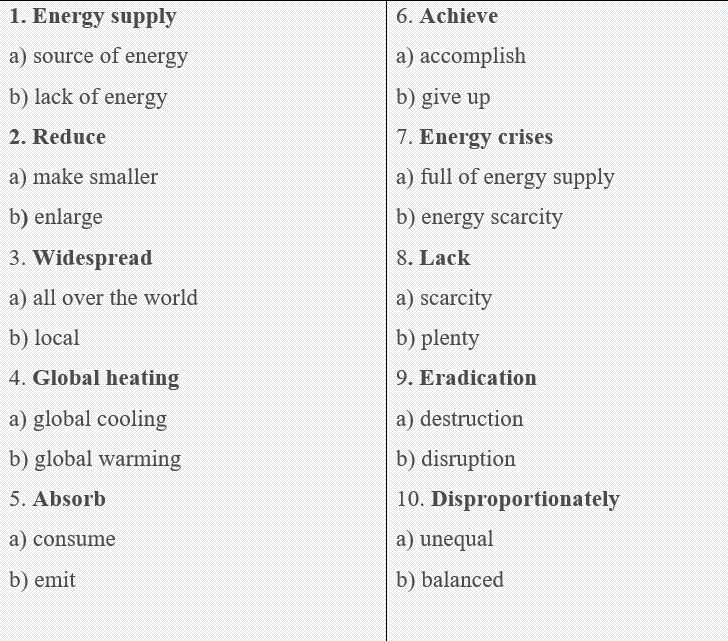 1. Energy supply
a) source of energy
b) lack of energy
2. Reduce
a) make smaller
b) enlarge
3. Widespread
a) all over the world
b) local
4. Global heating
a) global cooling
b) global warming
5. Absorb
a) consume
b) emit
6. Achieve
a) accomplish
b) give up
7. Energy crises
a) full of energy supply
b) energy scarcity
8. Lack
a) scarcity
b) plenty
9. Eradication
a) destruction
b) disruption
10. Disproportionately
a) unequal
b) balanced